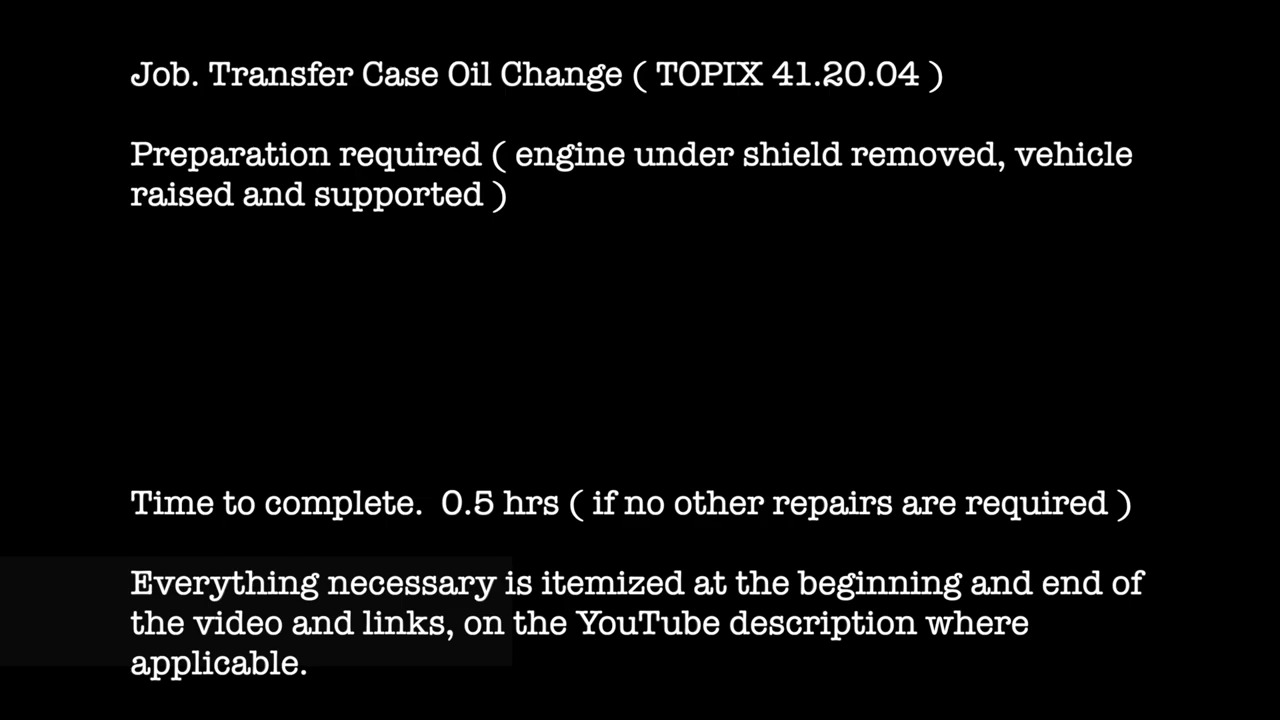 Job. Transfer Case Oil Change ( TOPIX 41.20.04 )
Preparation required ( engine under shield removed, vehicle
raised and supported )
Time to complete.  0.5 hrs ( if no other repairs are required )
Everything necessary is itemized at the beginning and end of
the video and links, on the YouTube description where
applicable.